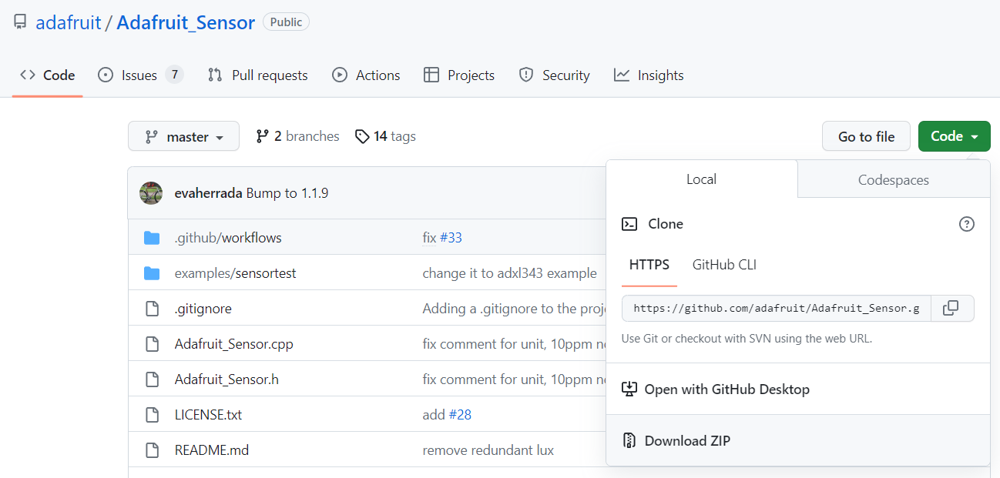 adafruit / Adafruit_Sensor Public
Code Issues 7 Pull requests Actions Projects Security Insights
master 2 branches 14 tags Go to file Code
evaherrada Bump to 1.1.9
.github/workflows fix #33
examples/sensortest change it to adxl343 example
.gitignore Adding a .gitignore to the
Adafruit_Sensor.cpp fix comment for unit, 10ppm
Adafruit_Sensor.h fix comment for unit, 10ppm
LICENSE.txt add #28
README.md remove redundant lux
Local Codespaces
Clone
HTTPS GitHub CLI
https://github.com/adafruit/Adafruit_Sensor.g
Use Git or checkout with SVN using the web URL.
Open with GitHub Desktop
Download ZIP